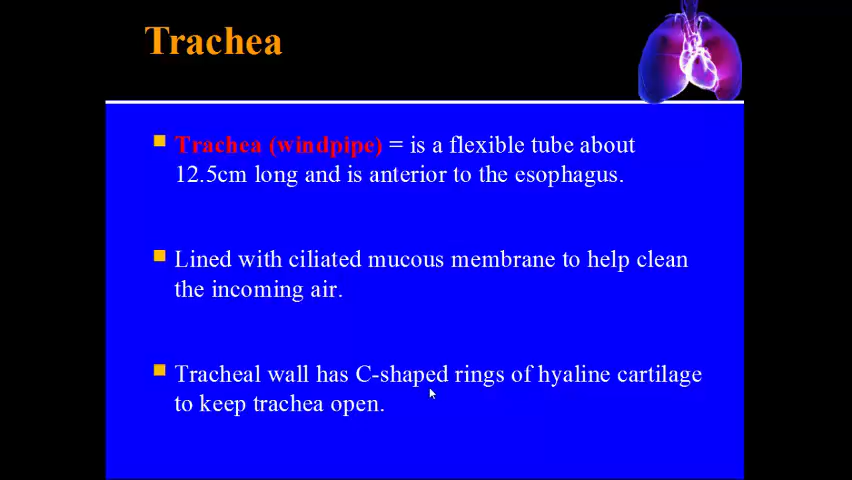 Trachea
Trachea (windpipe) = is a flexible tube about
12.5cm long and is anterior to the esophagus.
Lined with ciliated mucous membrane to help clean
the incoming air.
Tracheal wall has C-shaped rings of hyaline cartilage
to keep trachea open.